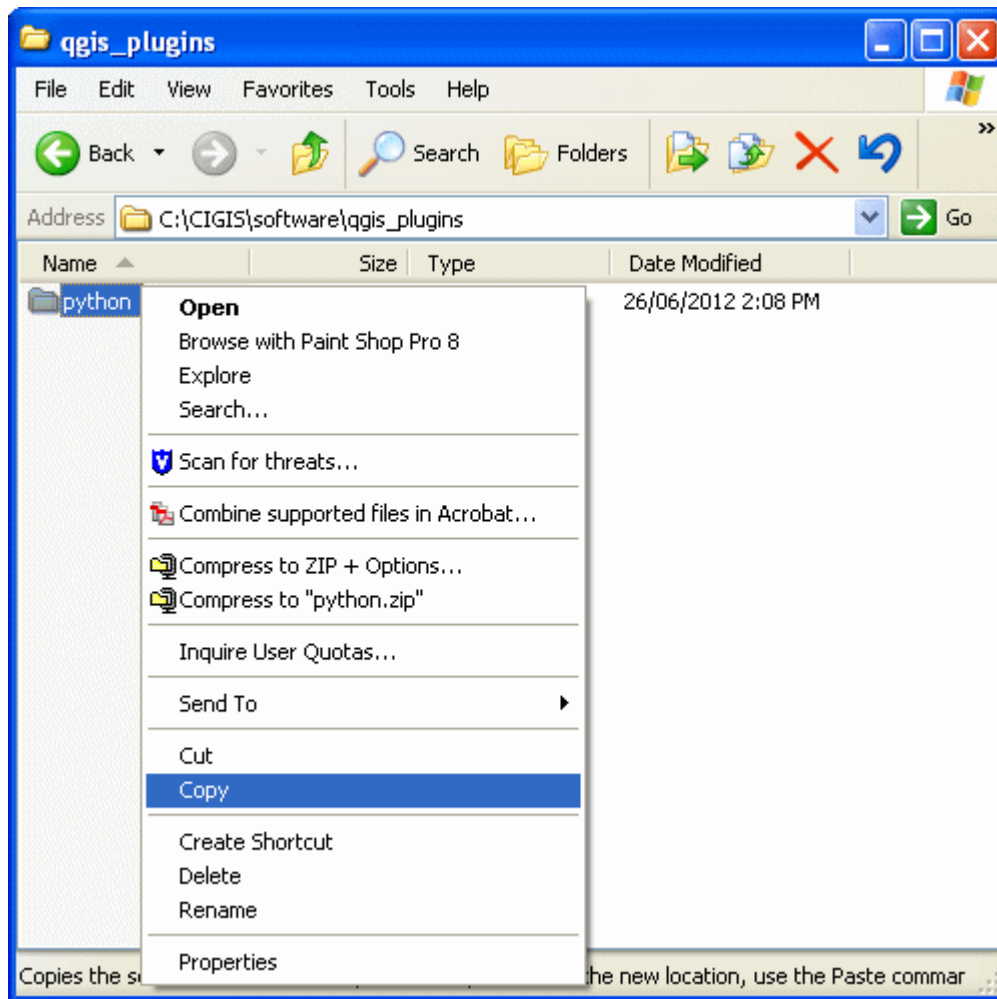 qgis_plugins
File Edit View Favorites Tools Help
Back Search Folders »
Address C:\CIGIS\software\qgis_plugins Go
Name Size Type Date Modified
python 26/06/2012 2:08 PM
Open
Browse with Paint Shop Pro 8
Explore
Search...
Scan for threats...
Combine supported files in Acrobat...
Compress to ZIP + Options...
Compress to "python.zip"
Inquire User Quotas...
Send To
Cut
Copy
Create Shortcut
Delete
Rename
Properties
Copies the he new location, use the Paste commar